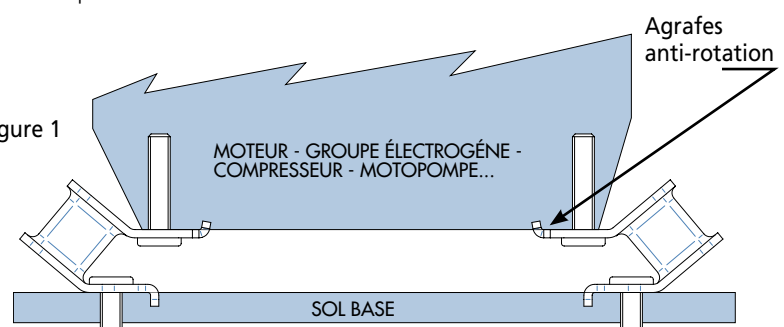 Agrafes
anti-rotation
gure 1
MOTEUR - GROUPE ÉLECTROGÉNE -
COMPRESSEUR - MOTOPOMPE...
SOL BASE